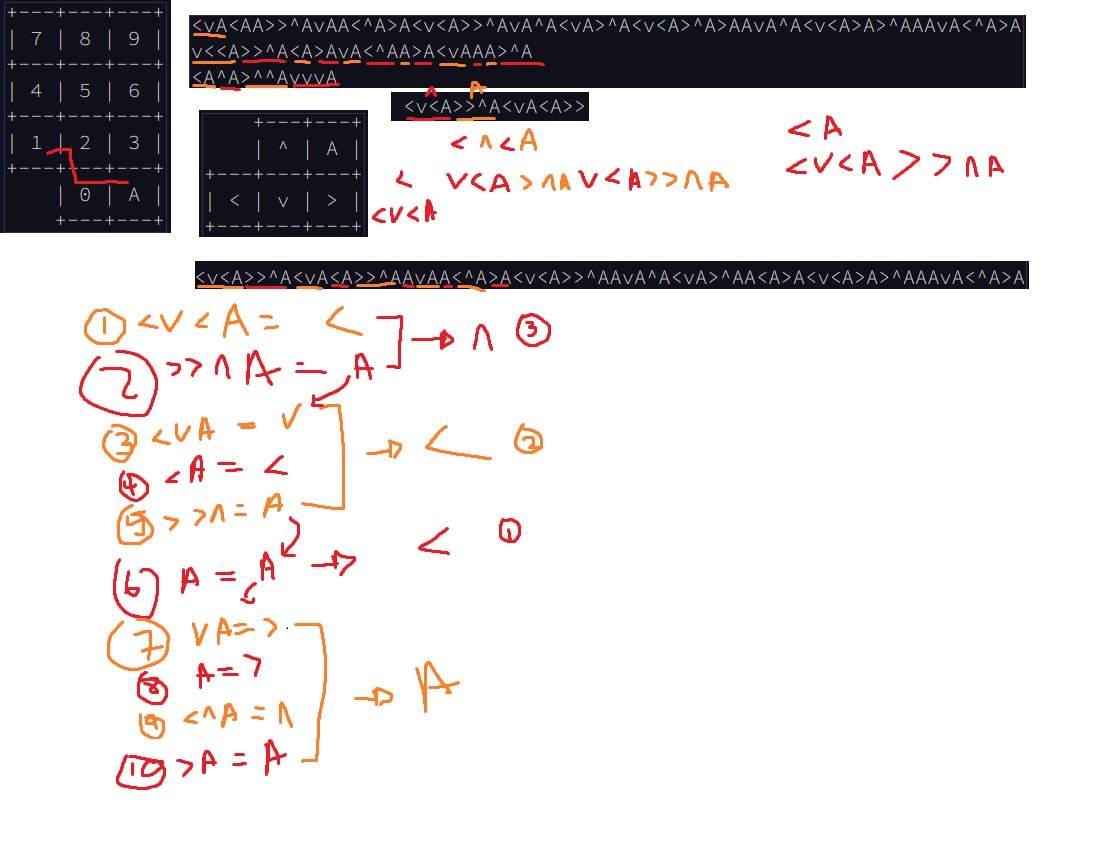 +---+---+---+
| 7 | 8 | 9 |
+---+---+---+
| 4 | 5 | 6 |
+---+---+---+
| 1 | 2 | 3 |
+---+---+---+
| 0 | A |
+---+---+
<vA<AA>>^AvAA<^A>A<v<A>>^AvA^A<vA>^A<v<A>^A>AAvA^A<v<A>A>^AAAvA<^A>A
v<<A>>^A<A>AvA<^AA>A<vAAA>^A
<A^A>^^AvvvA
^ A
<v<A>>^A<vA<A>>
+---+---+
| ^ | A |
+---+---+---+
| < | v | > |
+---+---+---+
< ^ < A
< v<A >^A v<A >>^A
<v<A
< A
<v<A >>^A
<v<A>>^A<vA<A>>^AAvAA<^A>A<v<A>>^AAvA^A<vA>^AA<A>A<v<A>A>^AAAvA<^A>A
1 <v<A = < → ^ 3
2 >>^A = A
3 <vA = v → < 2
4 <A = <
5 >>^ = A
6 A = A → < 1
7 vA = >
8 A = > → A
9 <^A = ^
10 >A = A